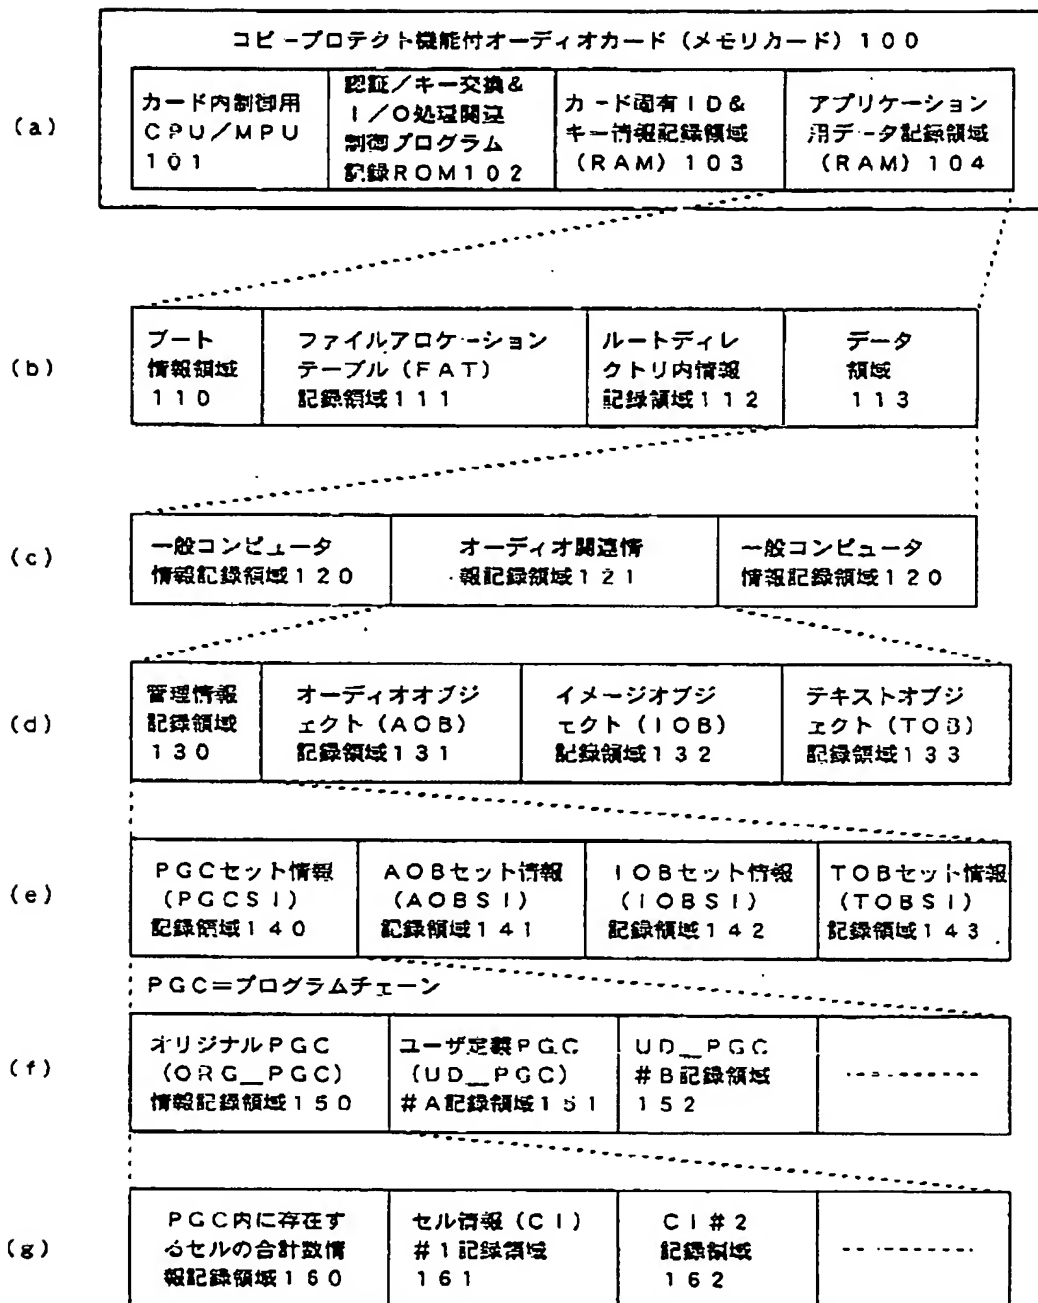 コピープロテクト機能付オーディオカード（メモリカード）100
(a)
カード内制御用
CPU／MPU
101
認証／キー交換&
I／O処理関連
制御プログラム
記録ROM102
カード固有ID&
キー情報記録領域
(RAM) 103
アプリケーション
用データ記録領域
(RAM) 104
(b)
ブート
情報領域
110
ファイルアロケーション
テーブル（FAT）
記録領域111
ルートディレ
クトリ内情報
記録領域112
データ
領域
113
(c)
一般コンピュータ
情報記録領域120
オーディオ関連情
報記録領域121
一般コンピュータ
情報記録領域120
(d)
管理情報
記録領域
130
オーディオオブジ
ェクト（AOB）
記録領域131
イメージオブジ
ェクト（IOB）
記録領域132
テキストオブジ
ェクト（TOB）
記録領域133
(e)
PGCセット情報
(PGCSI)
記録領域140
AOBセット情報
(AOBSI)
記録領域141
IOBセット情報
(IOBSI)
記録領域142
TOBセット情報
(TOBSI)
記録領域143
PGC＝プログラムチェーン
(f)
オリジナルPGC
(ORG_PGC)
情報記録領域150
ユーザ定義PGC
(UD_PGC)
#A記録領域151
UD_PGC
#B記録領域
152
(g)
PGC内に存在す
るセルの合計数情
報記録領域160
セル情報（CI）
#1記録領域
161
CI#2
記録領域
162